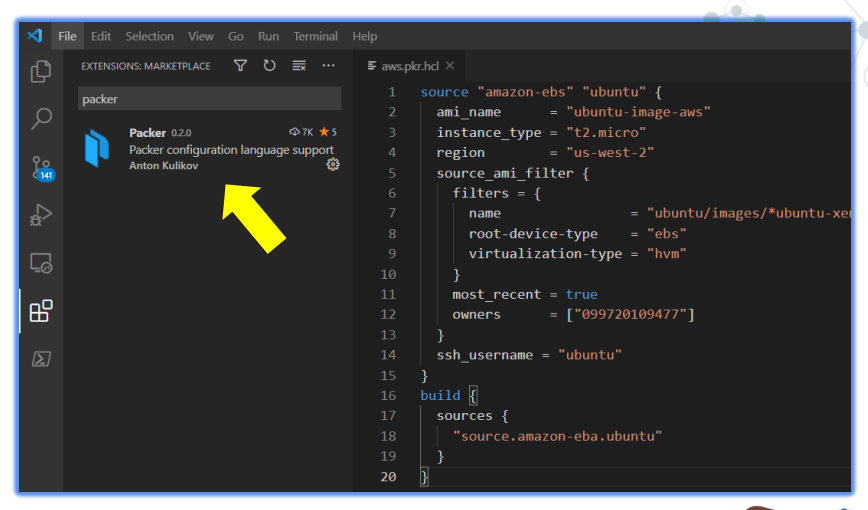 File Edit Selection View Go Run Terminal Help
EXTENSIONS: MARKETPLACE
packer
Packer 0.2.0 7K ★ 5
Packer configuration language support
Anton Kulikov
141
aws.pkr.hcl
1 source "amazon-ebs" "ubuntu" {
2 ami_name = "ubuntu-image-aws"
3 instance_type = "t2.micro"
4 region = "us-west-2"
5 source_ami_filter {
6 filters = {
7 name = "ubuntu/images/*ubuntu-xe
8 root-device-type = "ebs"
9 virtualization-type = "hvm"
10 }
11 most_recent = true
12 owners = ["099720109477"]
13 }
14 ssh_username = "ubuntu"
15 }
16 build {
17 sources {
18 "source.amazon-eba.ubuntu"
19 }
20 }